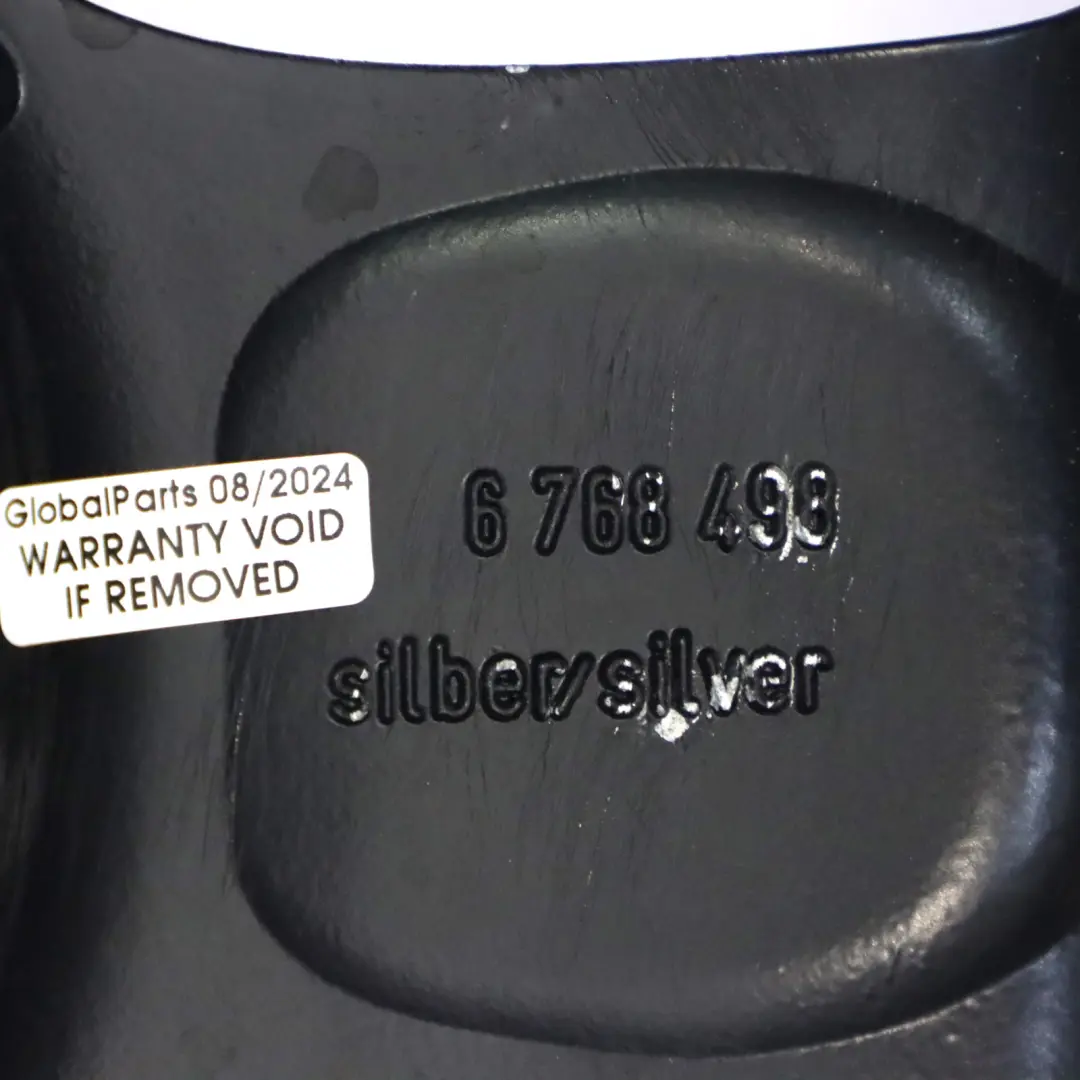 6 768 498
GlobalParts 08/2024
WARRANTY VOID
IF REMOVED
silber/silver